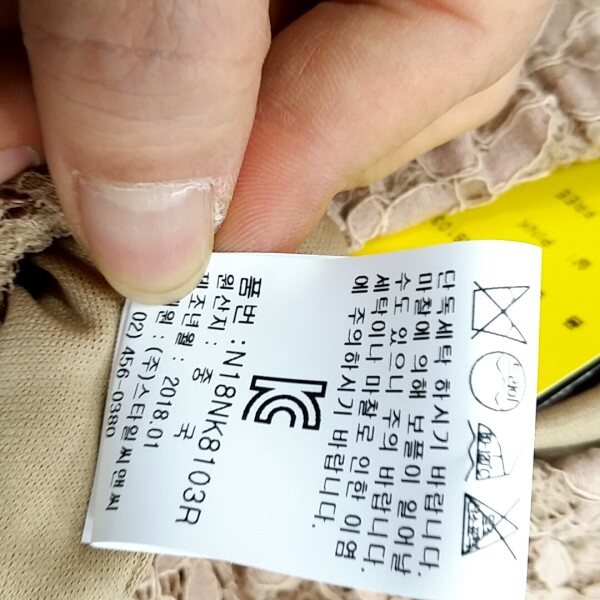 단독세탁 하시기 바랍니다.
마찰에 의해 보풀이 일어날
수도 있으니 주의 바랍니다.
세탁이나 마찰로 인한 이염
에 주의하시기 바랍니다.
품번 : N18NK8103R
원산지 : 중 국
제조년월 : 2018.01
원 : (주)스타일씨앤씨
02) 456-0380
FREE
PINK